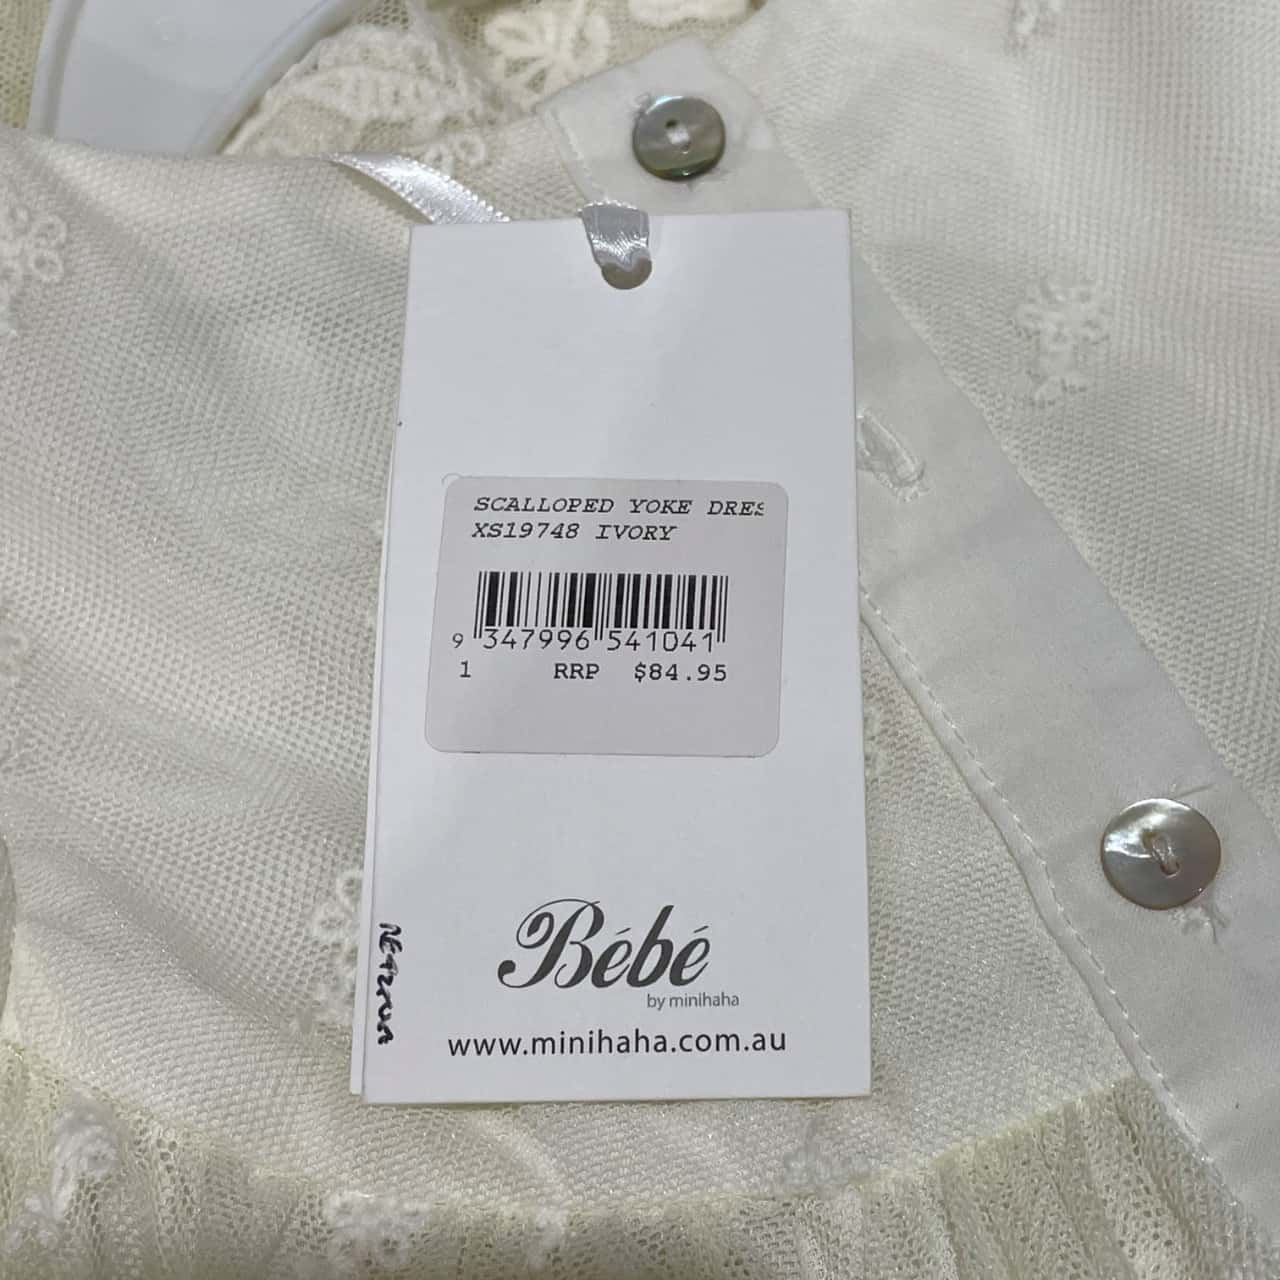 SCALLOPED YOKE DRES
XS19748 IVORY
9 347996 541041
1 RRP $84.95
Bébé
by minihaha
www.minihaha.com.au